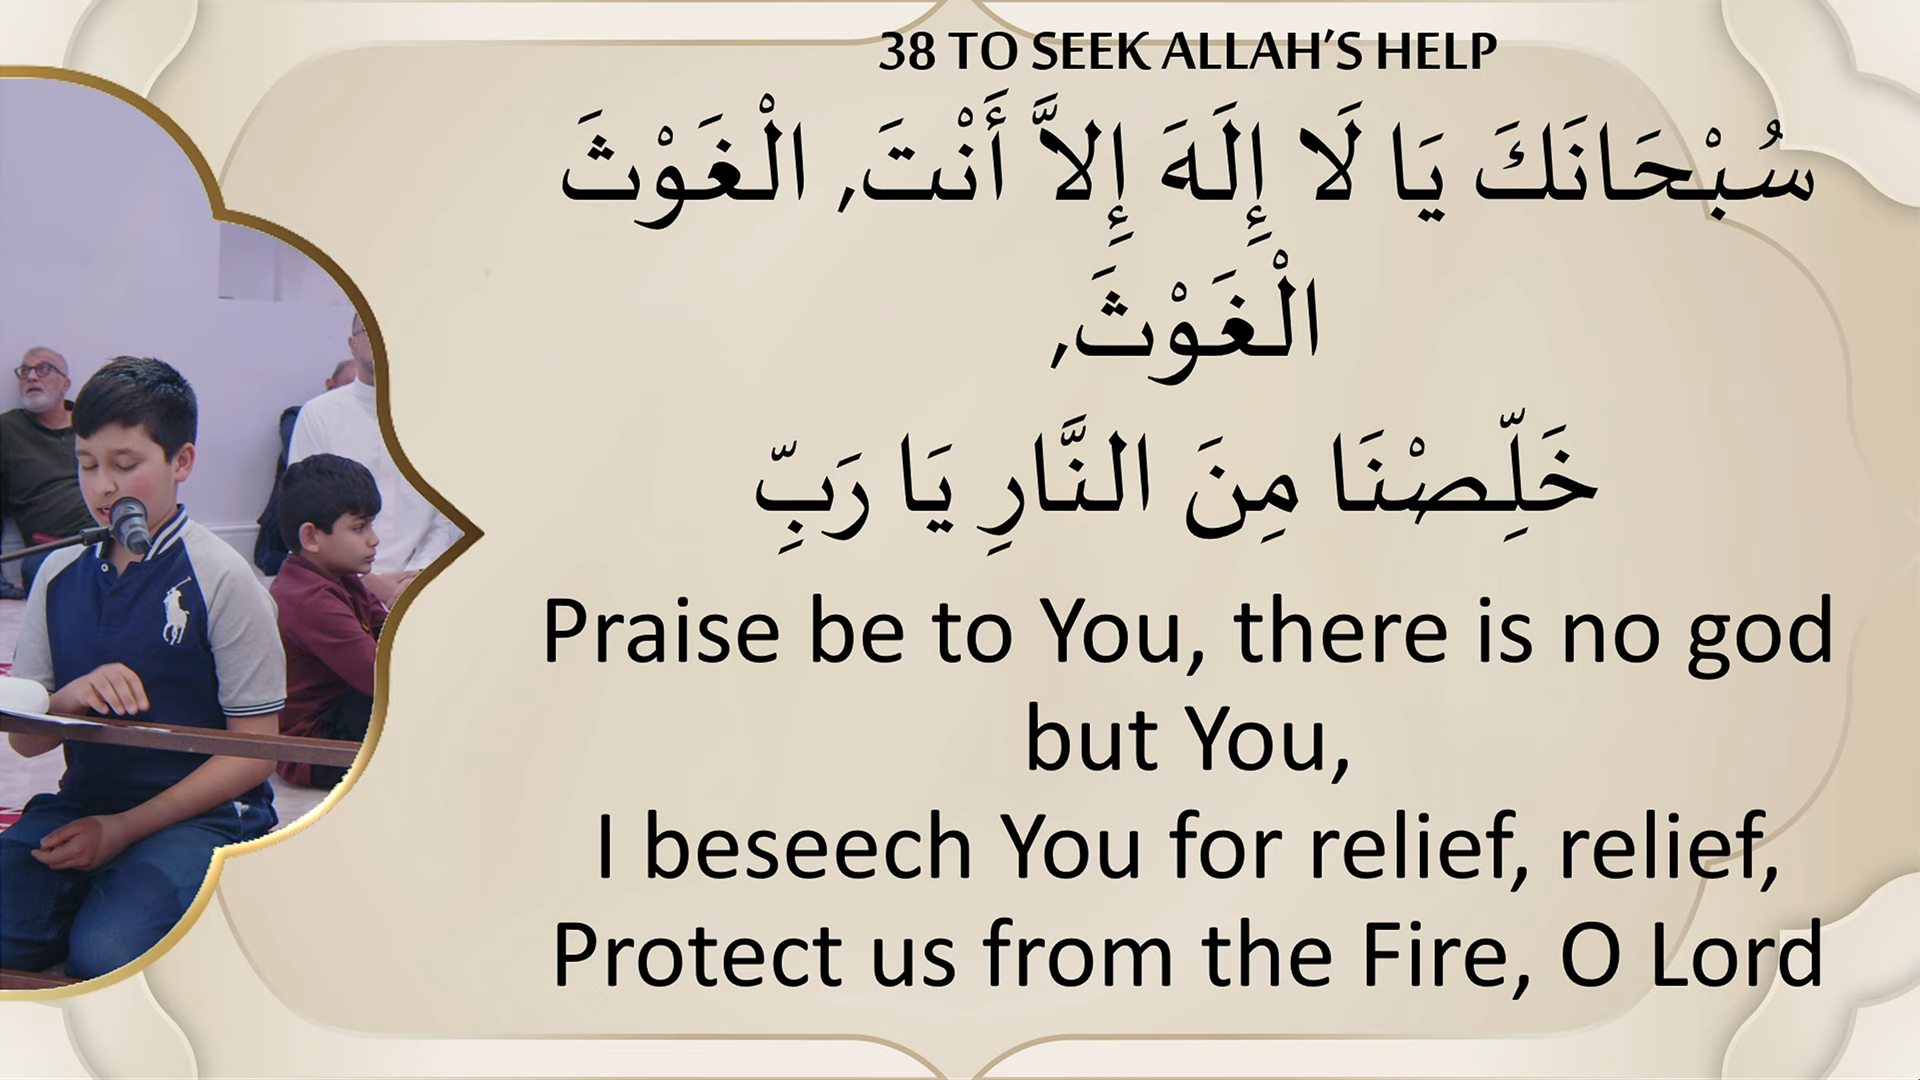 38 TO SEEK ALLAH’S HELP
سُبْحَانَكَ يَا لَا إِلَهَ إِلاَّ أَنْتَ, الْغَوْثَ
الْغَوْثَ,
خَلِّصْنَا مِنَ النَّارِ يَا رَبِّ
Praise be to You, there is no god
but You,
I beseech You for relief, relief,
Protect us from the Fire, O Lord